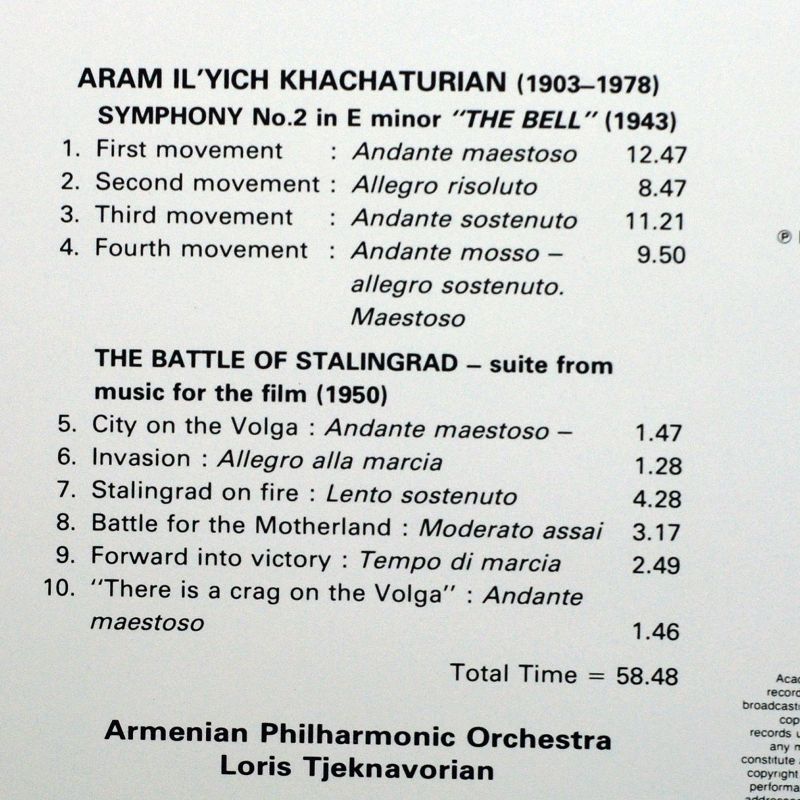 ARAM IL'YICH KHACHATURIAN (1903–1978)
SYMPHONY No.2 in E minor "THE BELL" (1943)
1. First movement : Andante maestoso 12.47
2. Second movement : Allegro risoluto 8.47
3. Third movement : Andante sostenuto 11.21
4. Fourth movement : Andante mosso – 9.50
allegro sostenuto.
Maestoso
THE BATTLE OF STALINGRAD – suite from
music for the film (1950)
5. City on the Volga : Andante maestoso – 1.47
6. Invasion : Allegro alla marcia 1.28
7. Stalingrad on fire : Lento sostenuto 4.28
8. Battle for the Motherland : Moderato assai 3.17
9. Forward into victory : Tempo di marcia 2.49
10. "There is a crag on the Volga" : Andante
maestoso 1.46
Total Time = 58.48
Armenian Philharmonic Orchestra
Loris Tjeknavorian
℗
records
any
constitute
copyright